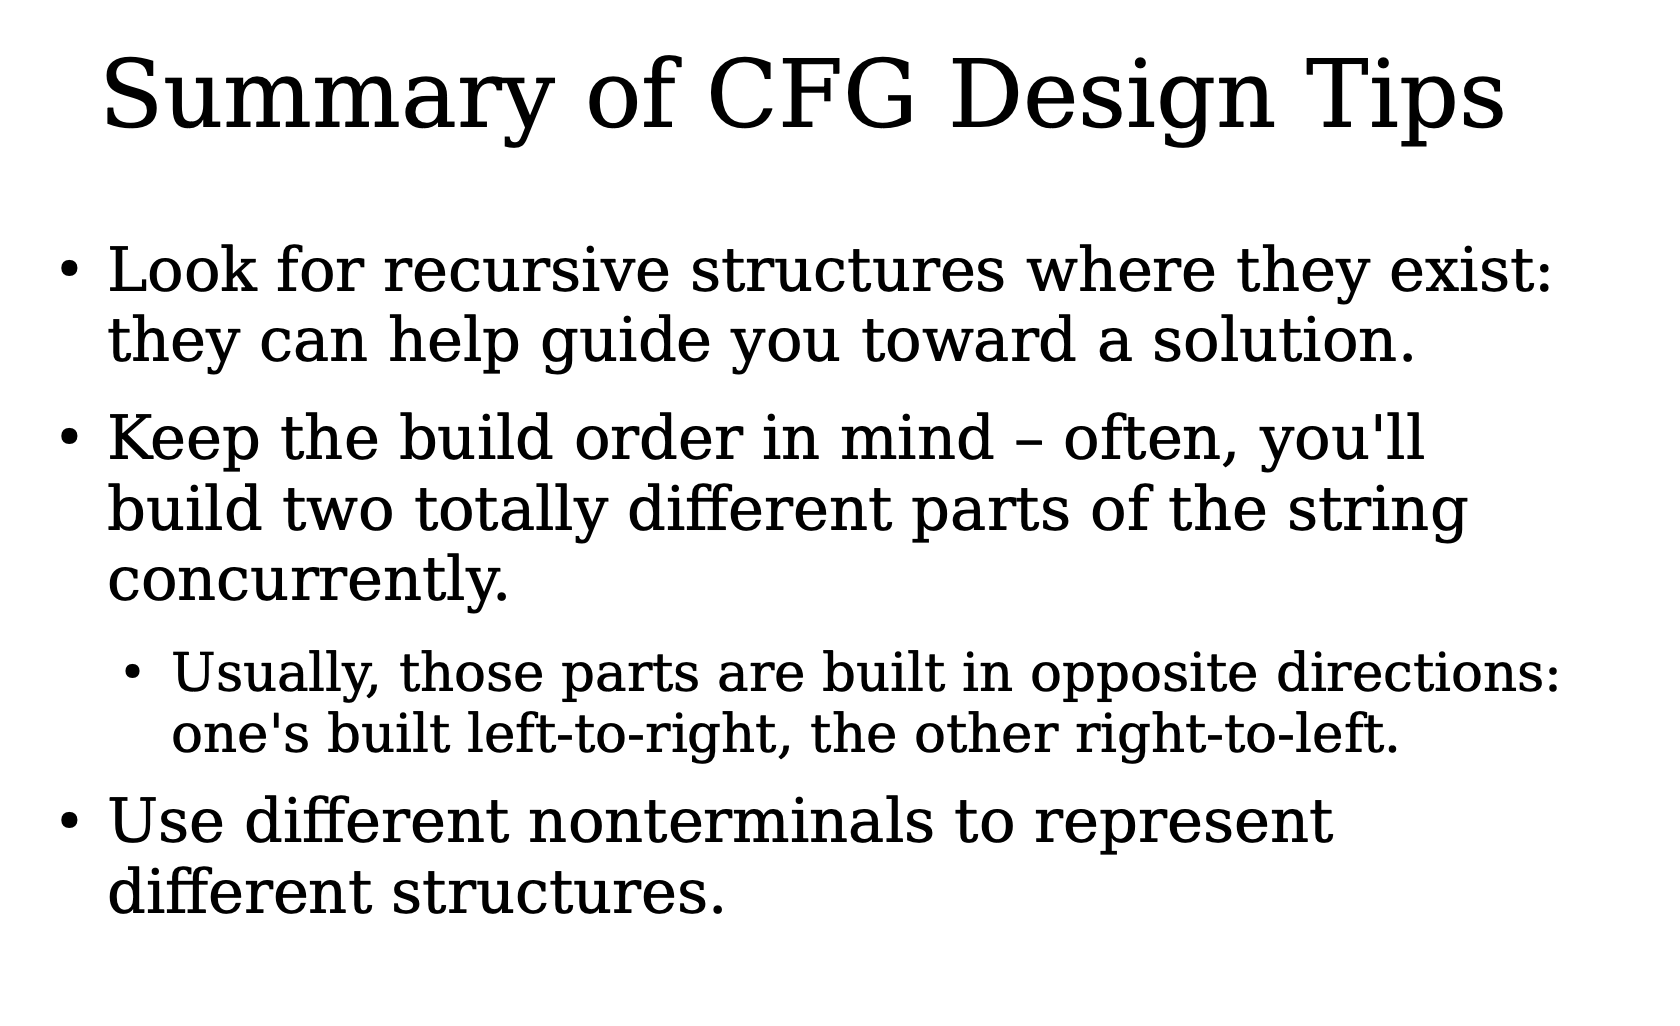 Summary of CFG Design Tips
• Look for recursive structures where they exist:
they can help guide you toward a solution.
• Keep the build order in mind – often, you'll
build two totally different parts of the string
concurrently.
• Usually, those parts are built in opposite directions:
one's built left-to-right, the other right-to-left.
• Use different nonterminals to represent
different structures.